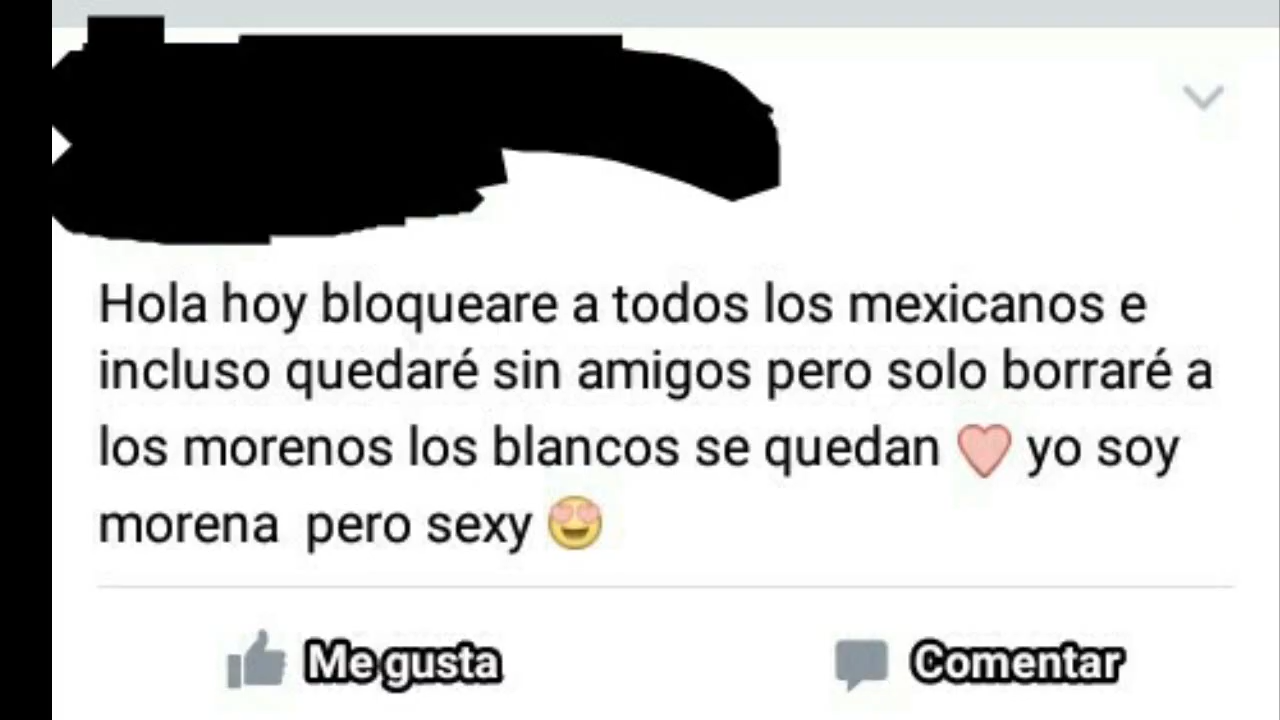 Hola hoy bloqueare a todos los mexicanos e
incluso quedaré sin amigos pero solo borraré a
los morenos los blancos se quedan ❤ yo soy
morena pero sexy 😍
Me gusta
Comentar